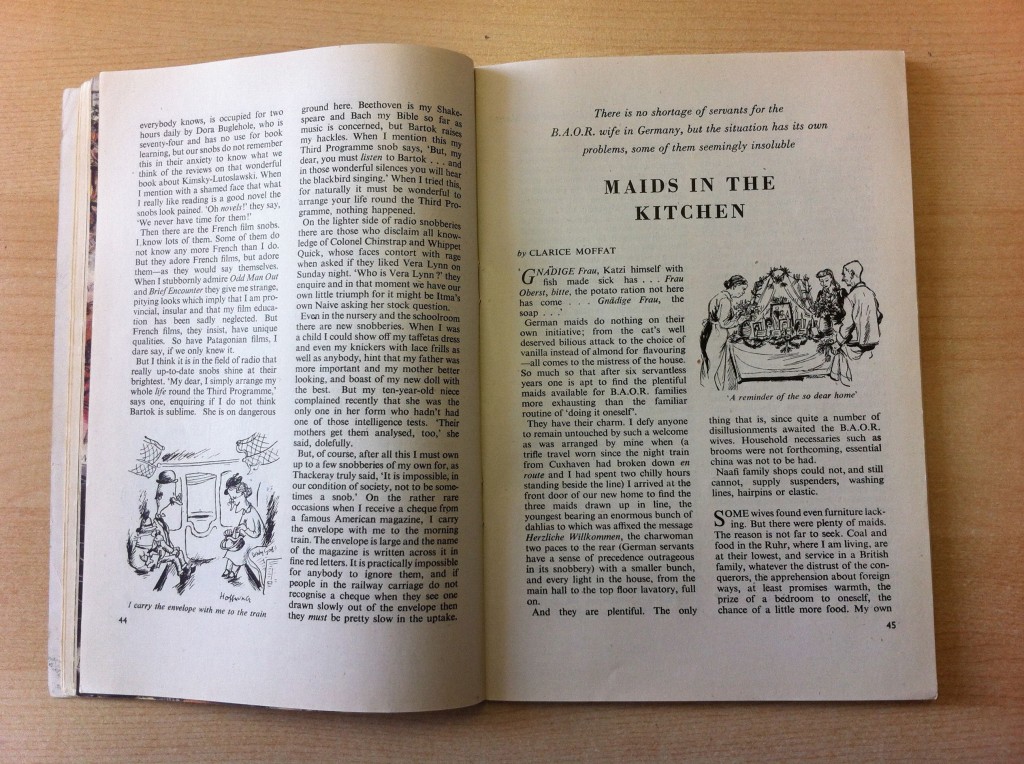 everybody knows, is occupied for two
hours daily by Dora Buglehole, who is
seventy-four and has no use for book
learning, but our snobs do not remember
this in their anxiety to know what we
think of the reviews on that wonderful
book about Kimsky-Lutoslawski. When
I mention with a shamed face that what
I really like reading is a good novel the
snobs look pained. 'Oh novels!' they say,
'We never have time for them!'
Then there are the French film snobs.
I know lots of them. Some of them do
not know any more French than I do.
But they adore French films, but adore
them—as they would say themselves.
When I stubbornly admire Odd Man Out
and Brief Encounter they give me strange,
pitying looks which imply that I am pro-
vincial, insular and that my film educa-
tion has been sadly neglected. But
French films, they insist, have unique
qualities. So have Patagonian films, I
dare say, if we only knew it.
But I think it is in the field of radio that
really up-to-date snobs shine at their
brightest. 'My dear, I simply arrange my
whole life round the Third Programme,'
says one, enquiring if I do not think
Bartok is sublime. She is on dangerous
Hoffnung
I carry the envelope with me to the train
44
ground here. Beethoven is my Shake-
speare and Bach my Bible so far as
music is concerned, but Bartok raises
my hackles. When I mention this my
Third Programme snob says, 'But, my
dear, you must listen to Bartok . . . and
in those wonderful silences you will hear
the blackbird singing.' When I tried this,
for naturally it must be wonderful to
arrange your life round the Third Pro-
gramme, nothing happened.
On the lighter side of radio snobberies
there are those who disclaim all know-
ledge of Colonel Chinstrap and Whippet
Quick, whose faces contort with rage
when asked if they liked Vera Lynn on
Sunday night. 'Who is Vera Lynn?' they
enquire and in that moment we have our
own little triumph for it might be Itma's
own Naive asking her stock question.
Even in the nursery and the schoolroom
there are new snobberies. When I was
a child I could show off my taffetas dress
and even my knickers with lace frills as
well as anybody, hint that my father was
more important and my mother better
looking, and boast of my new doll with
the best. But my ten-year-old niece
complained recently that she was the
only one in her form who hadn't had
one of those intelligence tests. 'Their
mothers get them analysed, too,' she
said, dolefully.
But, of course, after all this I must own
up to a few snobberies of my own for, as
Thackeray truly said, 'It is impossible, in
our condition of society, not to be some-
times a snob.' On the rather rare
occasions when I receive a cheque from
a famous American magazine, I carry
the envelope with me to the morning
train. The envelope is large and the name
of the magazine is written across it in
fine red letters. It is practically impossible
for anybody to ignore them, and if
people in the railway carriage do not
recognise a cheque when they see one
drawn slowly out of the envelope then
they must be pretty slow in the uptake.
There is no shortage of servants for the
B.A.O.R. wife in Germany, but the situation has its own
problems, some of them seemingly insoluble
MAIDS IN THE
KITCHEN
by CLARICE MOFFAT
'GNÄDIGE Frau, Katzi himself with
fish made sick has . . . Frau
Oberst, bitte, the potato ration not here
has come . . . Gnädige Frau, the
soap . . .'
German maids do nothing on their
own initiative; from the cat's well
deserved bilious attack to the choice of
vanilla instead of almond for flavouring
—all comes to the mistress of the house.
So much so that after six servantless
years one is apt to find the plentiful
maids available for B.A.O.R. families
more exhausting than the familiar
routine of 'doing it oneself'.
They have their charm. I defy anyone
to remain untouched by such a welcome
as was arranged by mine when (a
trifle travel worn since the night train
from Cuxhaven had broken down en
route and I had spent two chilly hours
standing beside the line) I arrived at the
front door of our new home to find the
three maids drawn up in line, the
youngest bearing an enormous bunch of
dahlias to which was affixed the message
Herzliche Willkommen, the charwoman
two paces to the rear (German servants
have a sense of precedence outrageous
in its snobbery) with a smaller bunch,
and every light in the house, from the
main hall to the top floor lavatory, full
on.
And they are plentiful. The only
'A reminder of the so dear home'
thing that is, since quite a number of
disillusionments awaited the B.A.O.R.
wives. Household necessaries such as
brooms were not forthcoming, essential
china was not to be had.
Naafi family shops could not, and still
cannot, supply suspenders, washing
lines, hairpins or elastic.
SOME wives found even furniture lack-
ing. But there were plenty of maids.
The reason is not far to seek. Coal and
food in the Ruhr, where I am living, are
at their lowest, and service in a British
family, whatever the distrust of the con-
querors, the apprehension about foreign
ways, at least promises warmth, the
prize of a bedroom to oneself, the
chance of a little more food. My own
45